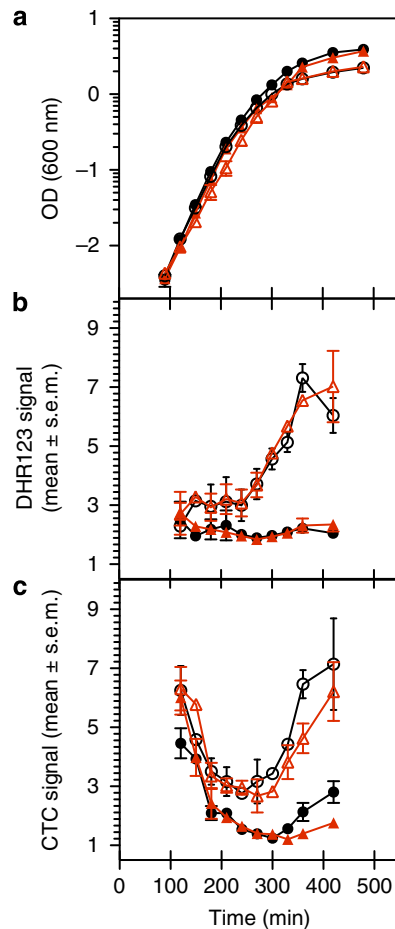 a
1
0
–1
–2
OD (600 nm)
b
9
7
5
3
1
DHR123 signal
(mean ± s.e.m.)
c
9
7
5
3
1
CTC signal (mean ± s.e.m.)
0 100 200 300 400 500
Time (min)